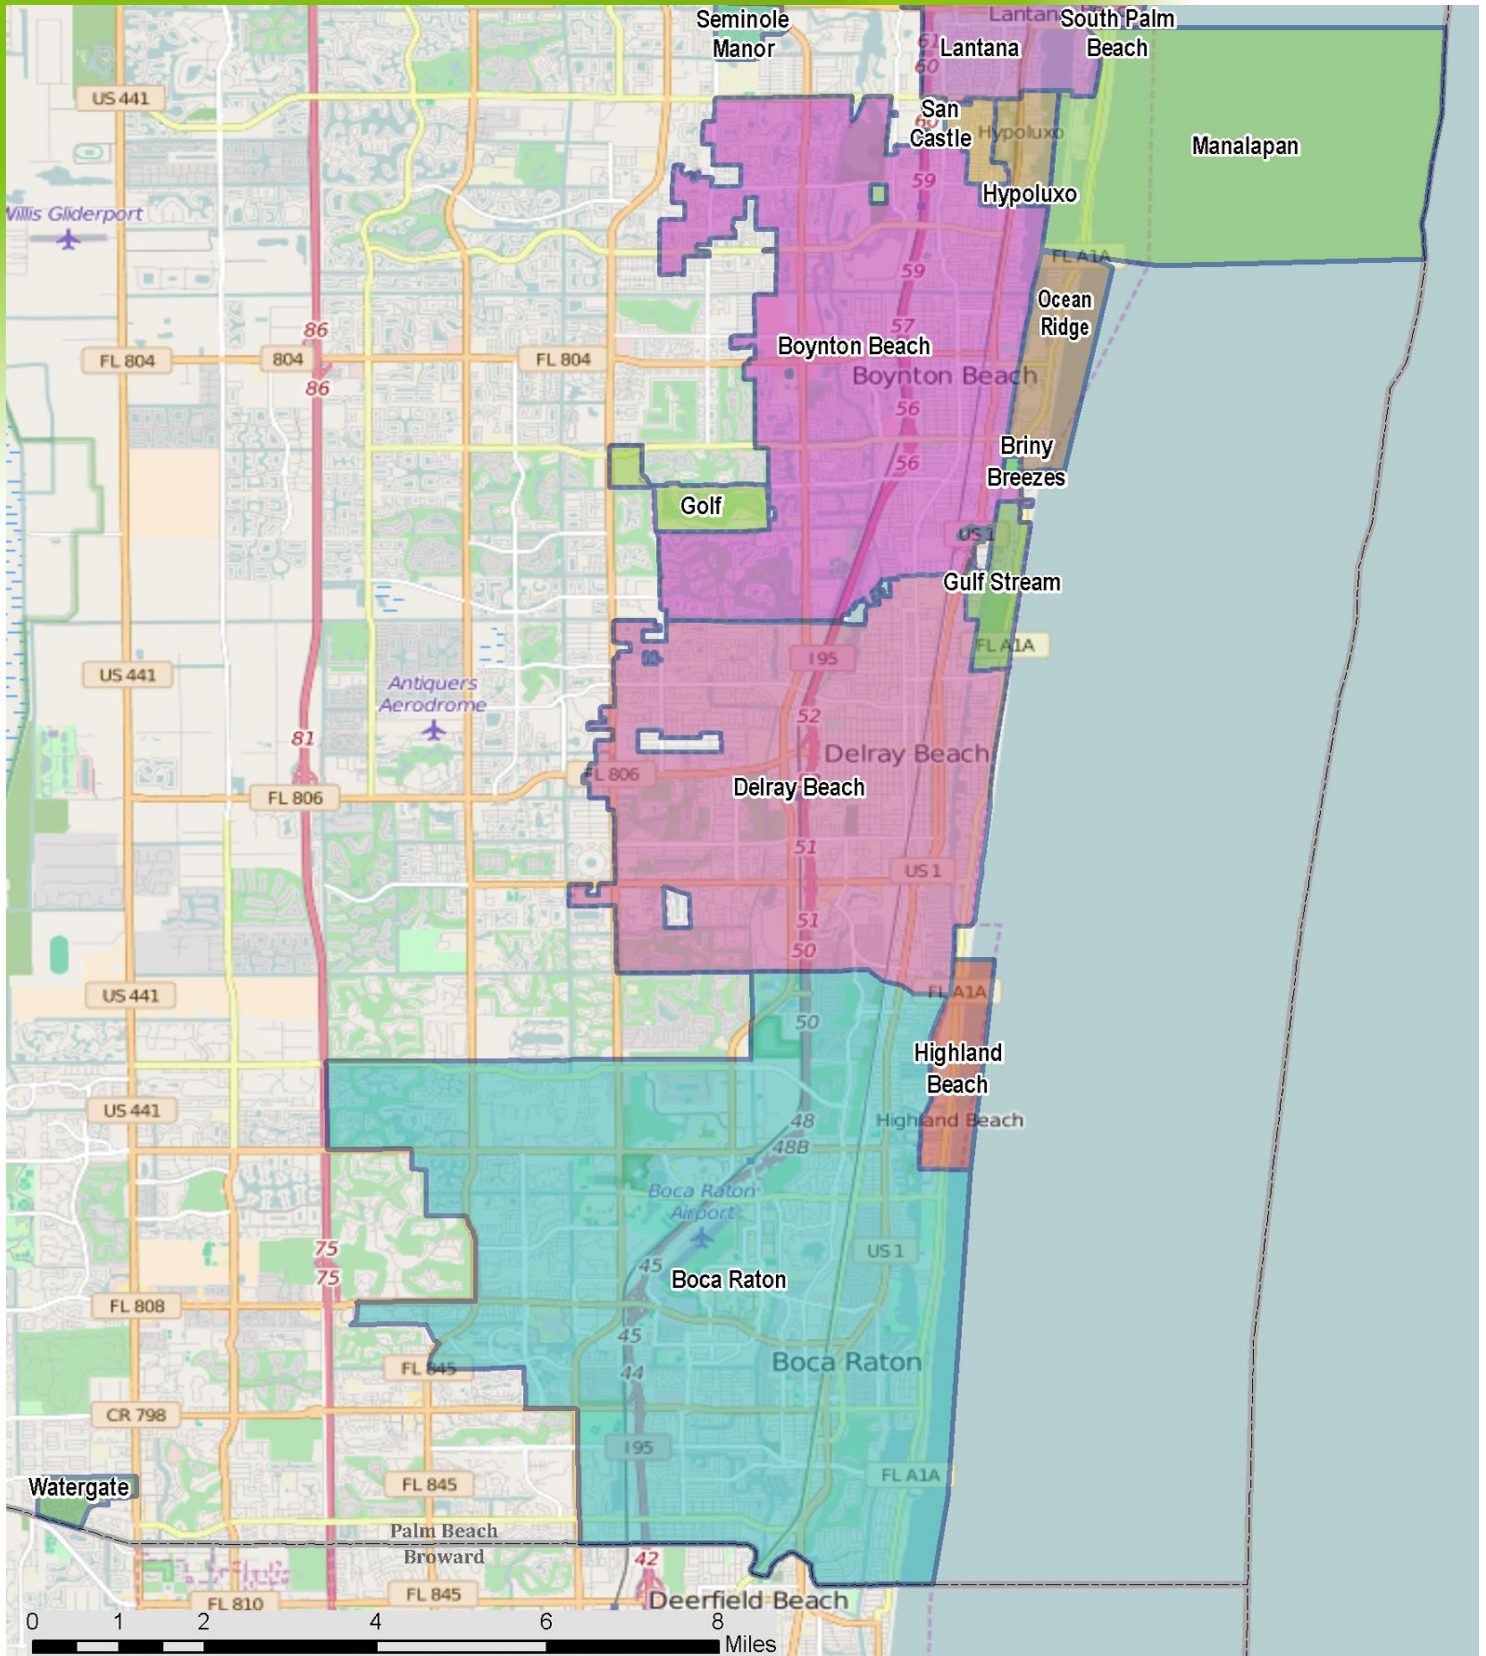 Seminole
Manor
Lantana
South Palm
Beach
61
60
Lantana
US 441
San
Castle
60
Hypoluxo
Manalapan
59
Hypoluxo
Willis Gliderport
FL A1A
59
Ocean
Ridge
86
57
FL 804
804
FL 804
Boynton Beach
86
Boynton Beach
56
Briny
Breezes
56
Golf
US 1
Gulf Stream
FL A1A
I 95
US 441
Antiquers
Aerodrome
52
81
Delray Beach
FL 806
Delray Beach
FL 806
51
US 1
51
50
US 441
FL A1A
50
Highland
Beach
US 441
48
Highland Beach
48B
Boca Raton
Airport
75
US 1
45
75
Boca Raton
FL 808
45
Boca Raton
FL 845
44
CR 798
I 95
FL A1A
Watergate
FL 845
Palm Beach
Broward
42
FL 845
Deerfield Beach
FL 810
0 1 2 4 6 8
Miles